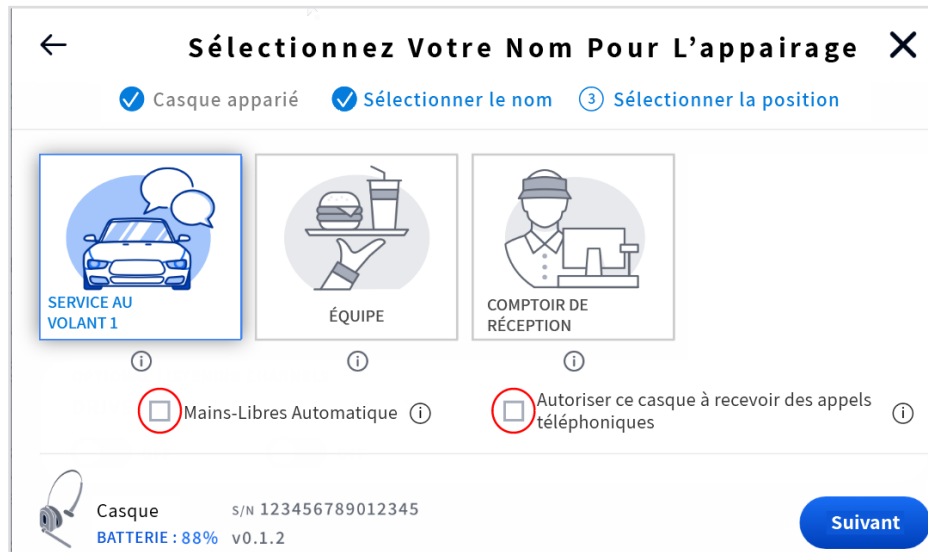 Sélectionnez Votre Nom Pour L’appairage
Casque apparié
Sélectionner le nom
3 Sélectionner la position
SERVICE AU
VOLANT 1
ÉQUIPE
COMPTOIR DE
RÉCEPTION
Mains-Libres Automatique
Autoriser ce casque à recevoir des appels
téléphoniques
Casque
S/N 123456789012345
BATTERIE : 88%
v0.1.2
Suivant